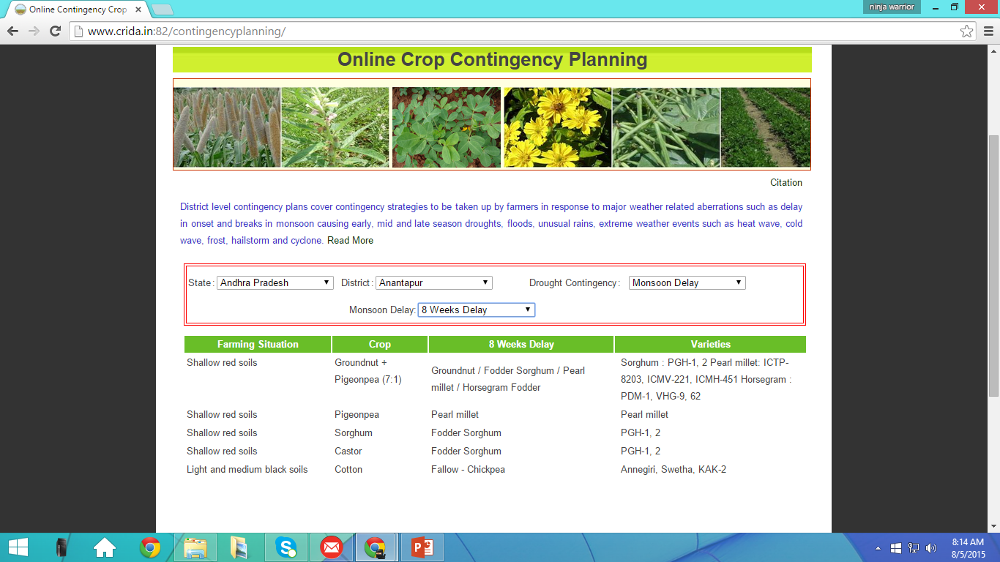 Online Contingency Crop
ninja warrior
www.crida.in:82/contingencyplanning/
Online Crop Contingency Planning
Citation
District level contingency plans cover contingency strategies to be taken up by farmers in response to major weather related aberrations such as delay
in onset and breaks in monsoon causing early, mid and late season droughts, floods, unusual rains, extreme weather events such as heat wave, cold
wave, frost, hailstorm and cyclone. Read More
State : Andhra Pradesh District : Anantapur Drought Contingency : Monsoon Delay
Monsoon Delay: 8 Weeks Delay
Farming Situation Crop 8 Weeks Delay Varieties
Shallow red soils
Groundnut +
Pigeonpea (7:1)
Groundnut / Fodder Sorghum / Pearl
millet / Horsegram Fodder
Sorghum : PGH-1, 2 Pearl millet: ICTP-
8203, ICMV-221, ICMH-451 Horsegram :
PDM-1, VHG-9, 62
Shallow red soils Pigeonpea Pearl millet Pearl millet
Shallow red soils Sorghum Fodder Sorghum PGH-1, 2
Shallow red soils Castor Fodder Sorghum PGH-1, 2
Light and medium black soils Cotton Fallow - Chickpea Annegiri, Swetha, KAK-2
8:14 AM
8/5/2015